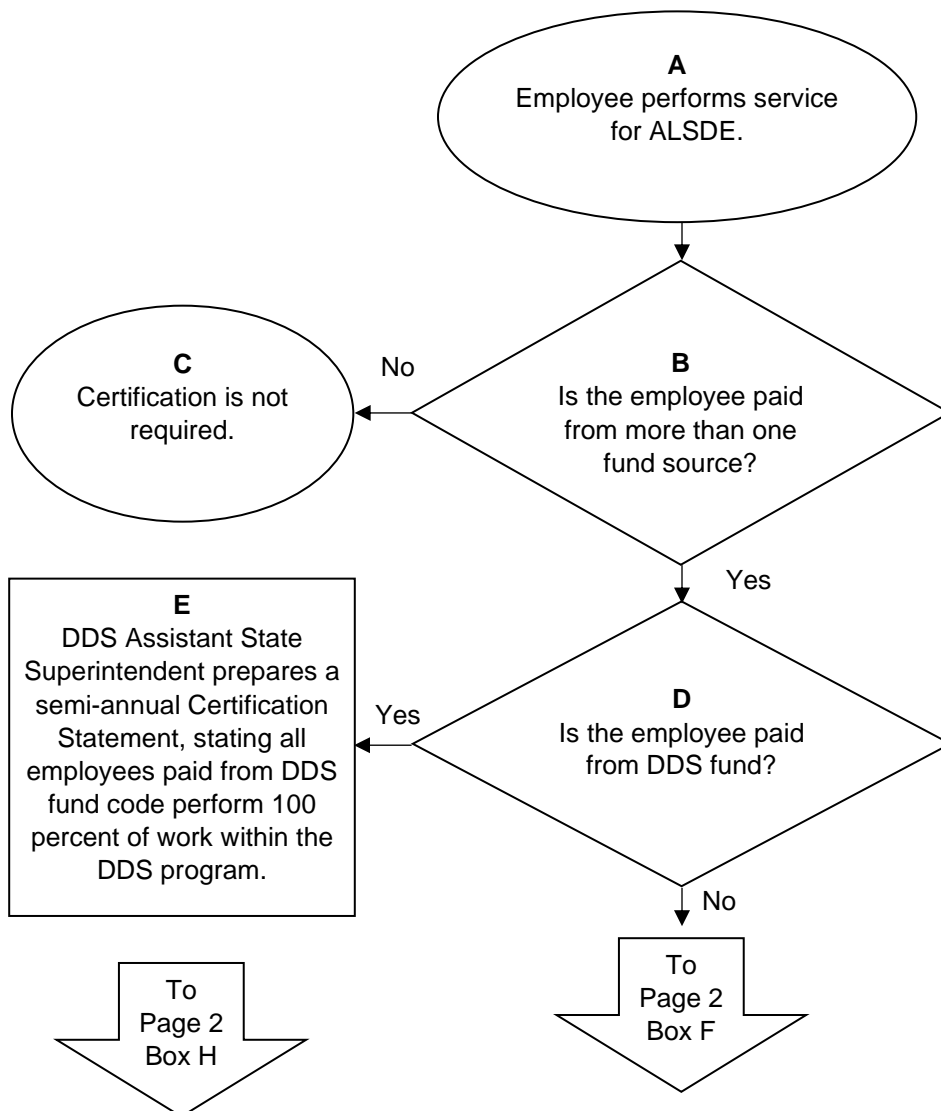 A
Employee performs service
for ALSDE.
No
C
Certification is not
required.
B
Is the employee paid
from more than one
fund source?
Yes
E
DDS Assistant State
Superintendent prepares a
semi-annual Certification
Statement, stating all
employees paid from DDS
fund code perform 100
percent of work within the
DDS program.
Yes
D
Is the employee paid
from DDS fund?
No
To
Page 2
Box H
To
Page 2
Box F